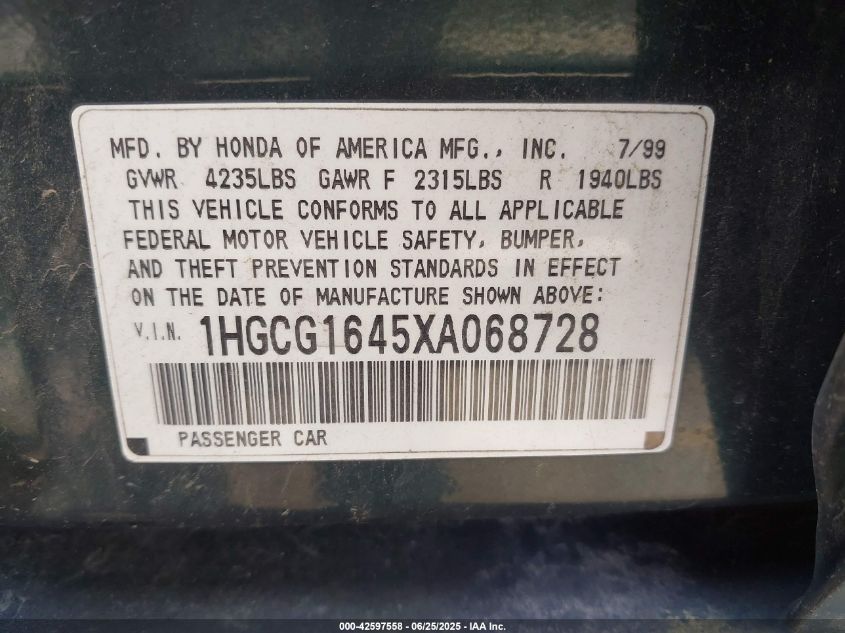 MFD. BY HONDA OF AMERICA MFG., INC. 7/99
GVWR 4235LBS GAWR F 2315LBS R 1940LBS
THIS VEHICLE CONFORMS TO ALL APPLICABLE
FEDERAL MOTOR VEHICLE SAFETY, BUMPER,
AND THEFT PREVENTION STANDARDS IN EFFECT
ON THE DATE OF MANUFACTURE SHOWN ABOVE:
V.I.N. 1HGCG1645XA068728
PASSENGER CAR
000-42597558 - 06/25/2025 - IAA Inc.